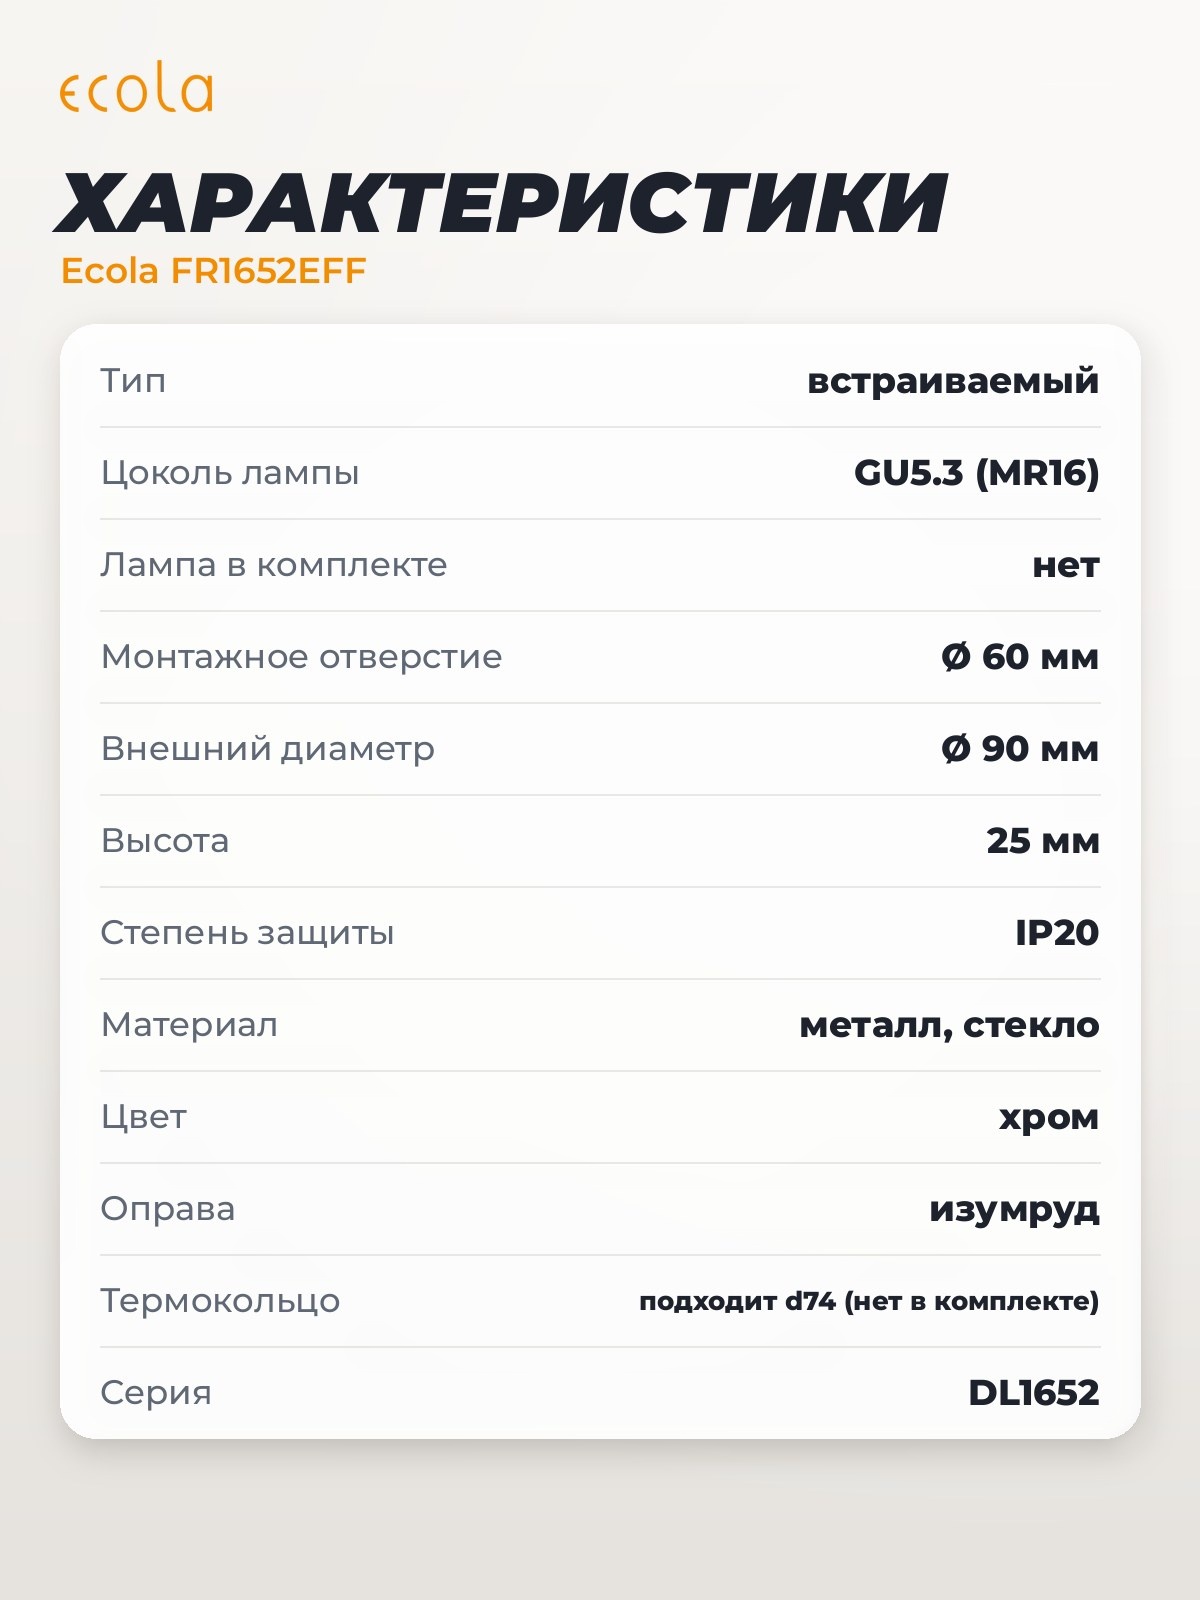 ecola
ХАРАКТЕРИСТИКИ
Ecola FR1652EFF
Тип встраиваемый
Цоколь лампы GU5.3 (MR16)
Лампа в комплекте нет
Монтажное отверстие Ø 60 мм
Внешний диаметр Ø 90 мм
Высота 25 мм
Степень защиты IP20
Материал металл, стекло
Цвет хром
Оправа изумруд
Термокольцо подходит d74 (нет в комплекте)
Серия DL1652